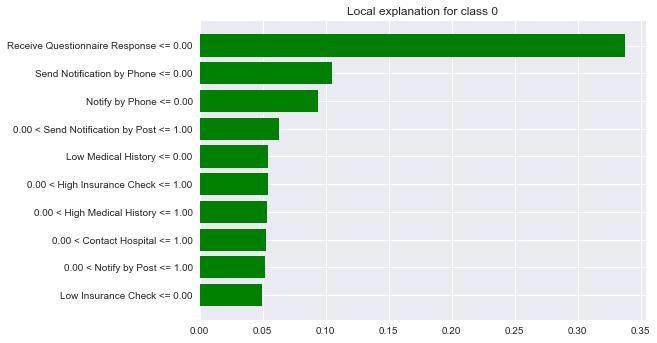 Local explanation for class 0
Receive Questionnaire Response <= 0.00
Send Notification by Phone <= 0.00
Notify by Phone <= 0.00
0.00 < Send Notification by Post <= 1.00
Low Medical History <= 0.00
0.00 < High Insurance Check <= 1.00
0.00 < High Medical History <= 1.00
0.00 < Contact Hospital <= 1.00
0.00 < Notify by Post <= 1.00
Low Insurance Check <= 0.00
0.00 0.05 0.10 0.15 0.20 0.25 0.30 0.35